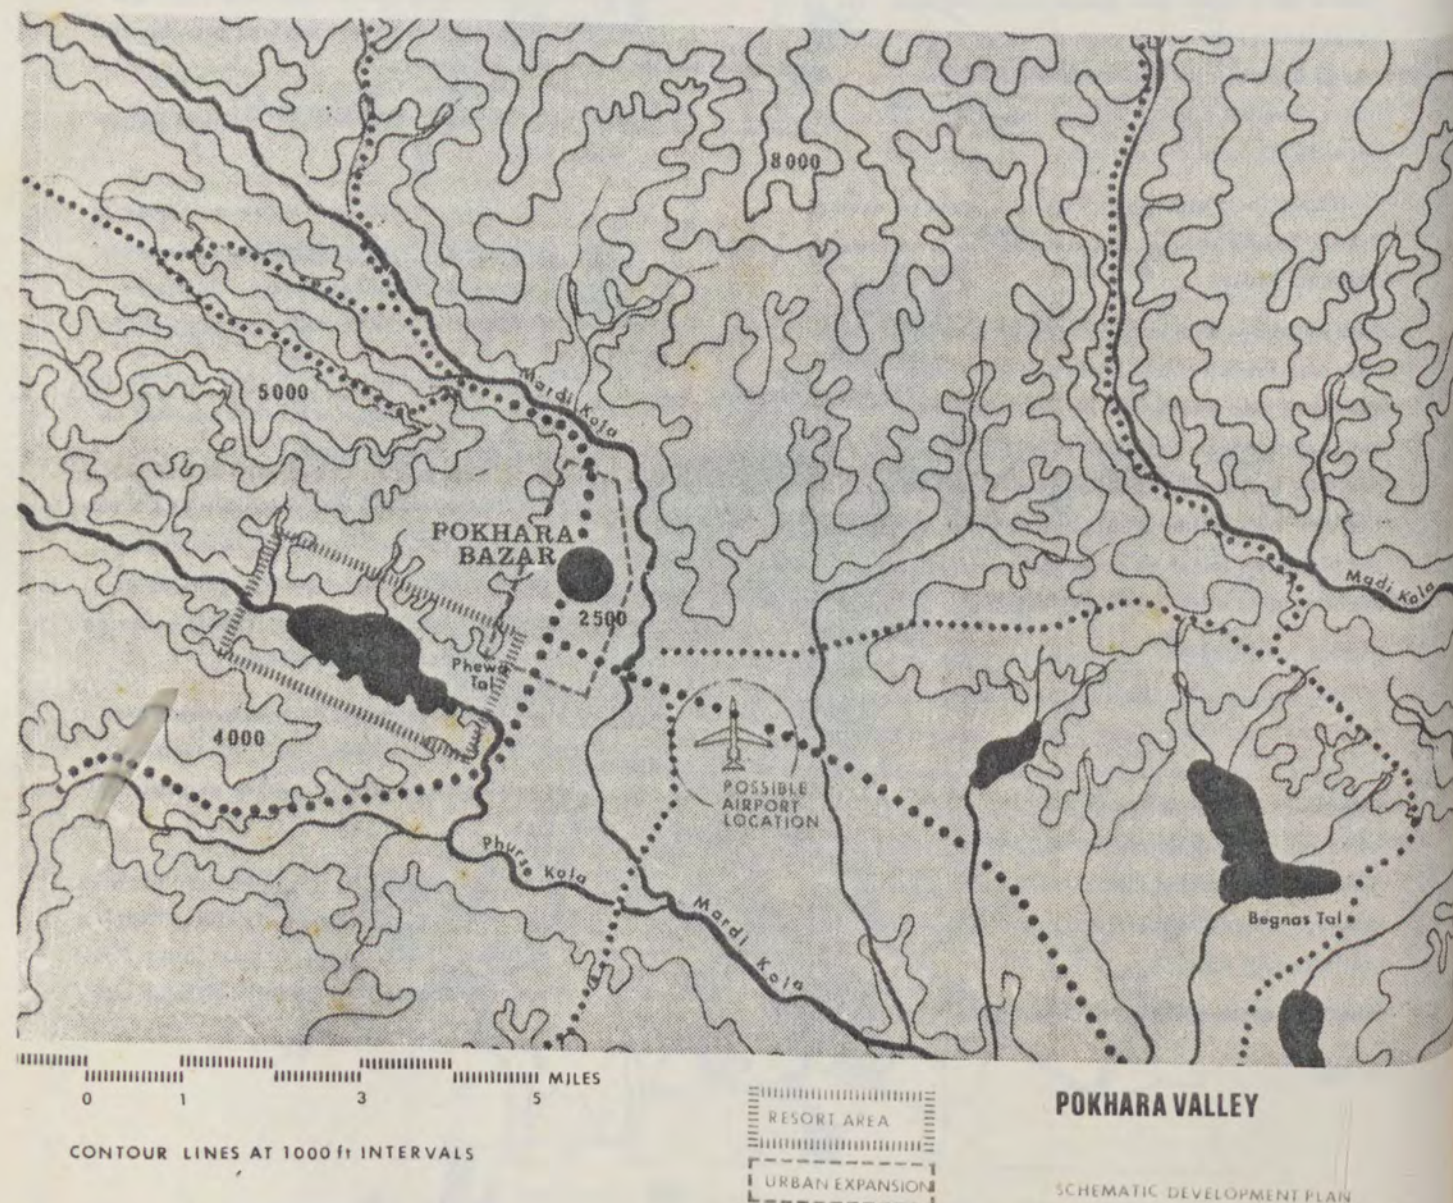 8000
5000
Mardi Kola
POKHARA
BAZAR
2500
Madi Kola
Phewa
Tal
4000
POSSIBLE
AIRPORT
LOCATION
Phurse Kola
Mardi Kola
Begnas Tal
MILES
0 1 3 5
CONTOUR LINES AT 1000 ft INTERVALS
RESORT AREA
URBAN EXPANSION
POKHARA VALLEY
SCHEMATIC DEVELOPMENT PLAN